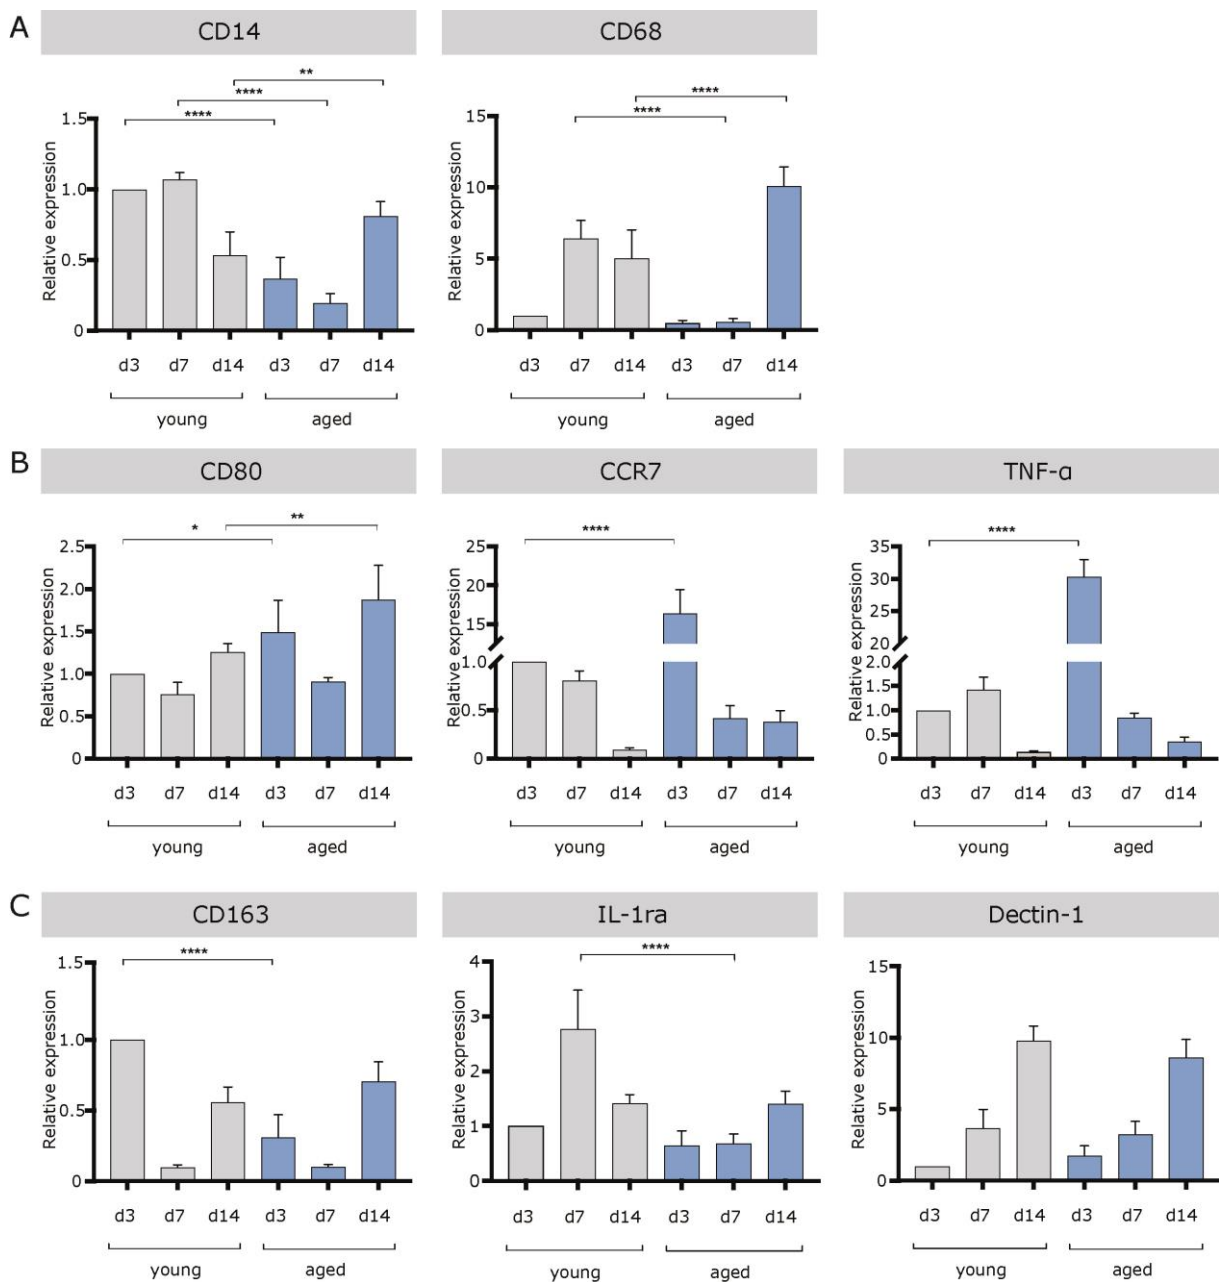 A
CD14
CD68
** 
****
****
****
****
Relative expression
1.5
1.0
0.5
0
Relative expression
15
10
5
0
d3 d7 d14 d3 d7 d14
d3 d7 d14 d3 d7 d14
young aged
young aged
B
CD80
CCR7
TNF-α
* **
****
****
Relative expression
2.5
2.0
1.5
1.0
0.5
0
Relative expression
25
20
15
1.0
0.5
0
Relative expression
35
30
25
20
2.0
1.5
1.0
0.5
0
d3 d7 d14 d3 d7 d14
d3 d7 d14 d3 d7 d14
d3 d7 d14 d3 d7 d14
young aged
young aged
young aged
C
CD163
IL-1ra
Dectin-1
****
****
Relative expression
1.5
1.0
0.5
0
Relative expression
4
3
2
1
0
Relative expression
15
10
5
0
d3 d7 d14 d3 d7 d14
d3 d7 d14 d3 d7 d14
d3 d7 d14 d3 d7 d14
young aged
young aged
young aged